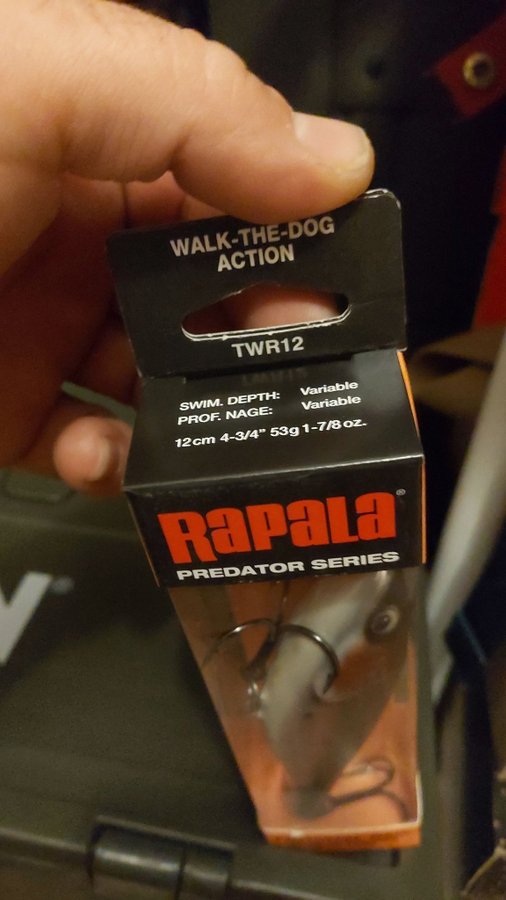 WALK-THE-DOG
ACTION
TWR12
SWIM. DEPTH: Variable
PROF. NAGE: Variable
12cm 4-3/4" 53g 1-7/8 oz.
RAPALA®
PREDATOR SERIES